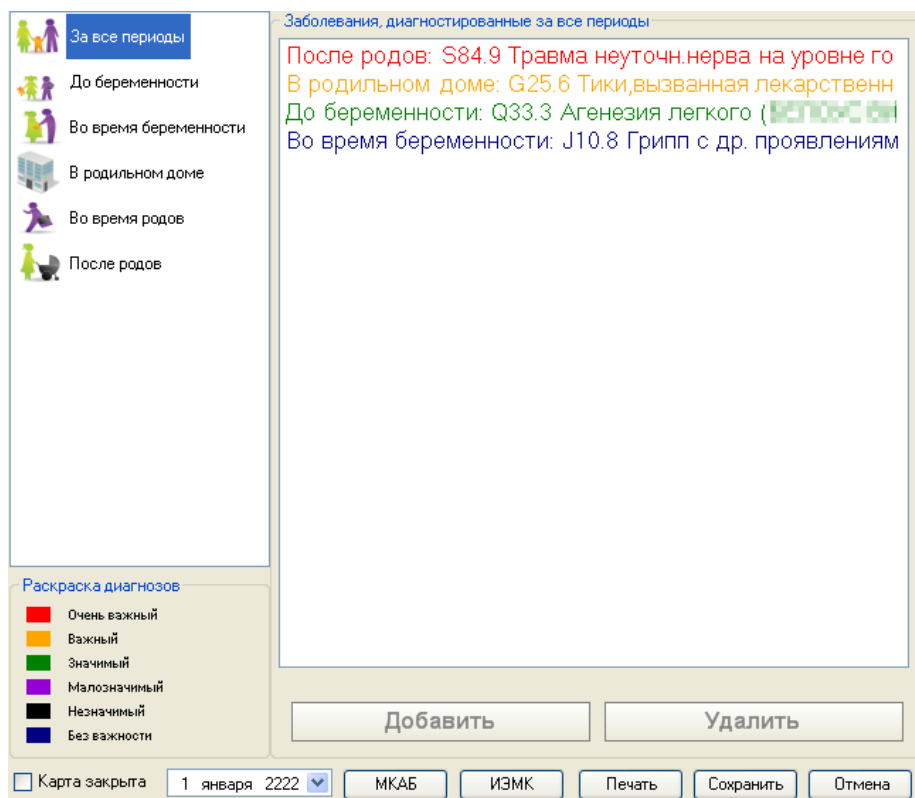 За все периоды
До беременности
Во время беременности
В родильном доме
Во время родов
После родов
Заболевания, диагностированные за все периоды
После родов: S84.9 Травма неуточн.нерва на уровне го
В родильном доме: G25.6 Тики,вызванная лекарственн
До беременности: Q33.3 Агенезия легкого (
Во время беременности: J10.8 Грипп с др. проявлениям
Раскраска диагнозов
Очень важный
Важный
Значимый
Малозначимый
Незначимый
Без важности
Добавить Удалить
Карта закрыта 1 января 2222 МКАБ ИЭМК Печать Сохранить Отмена